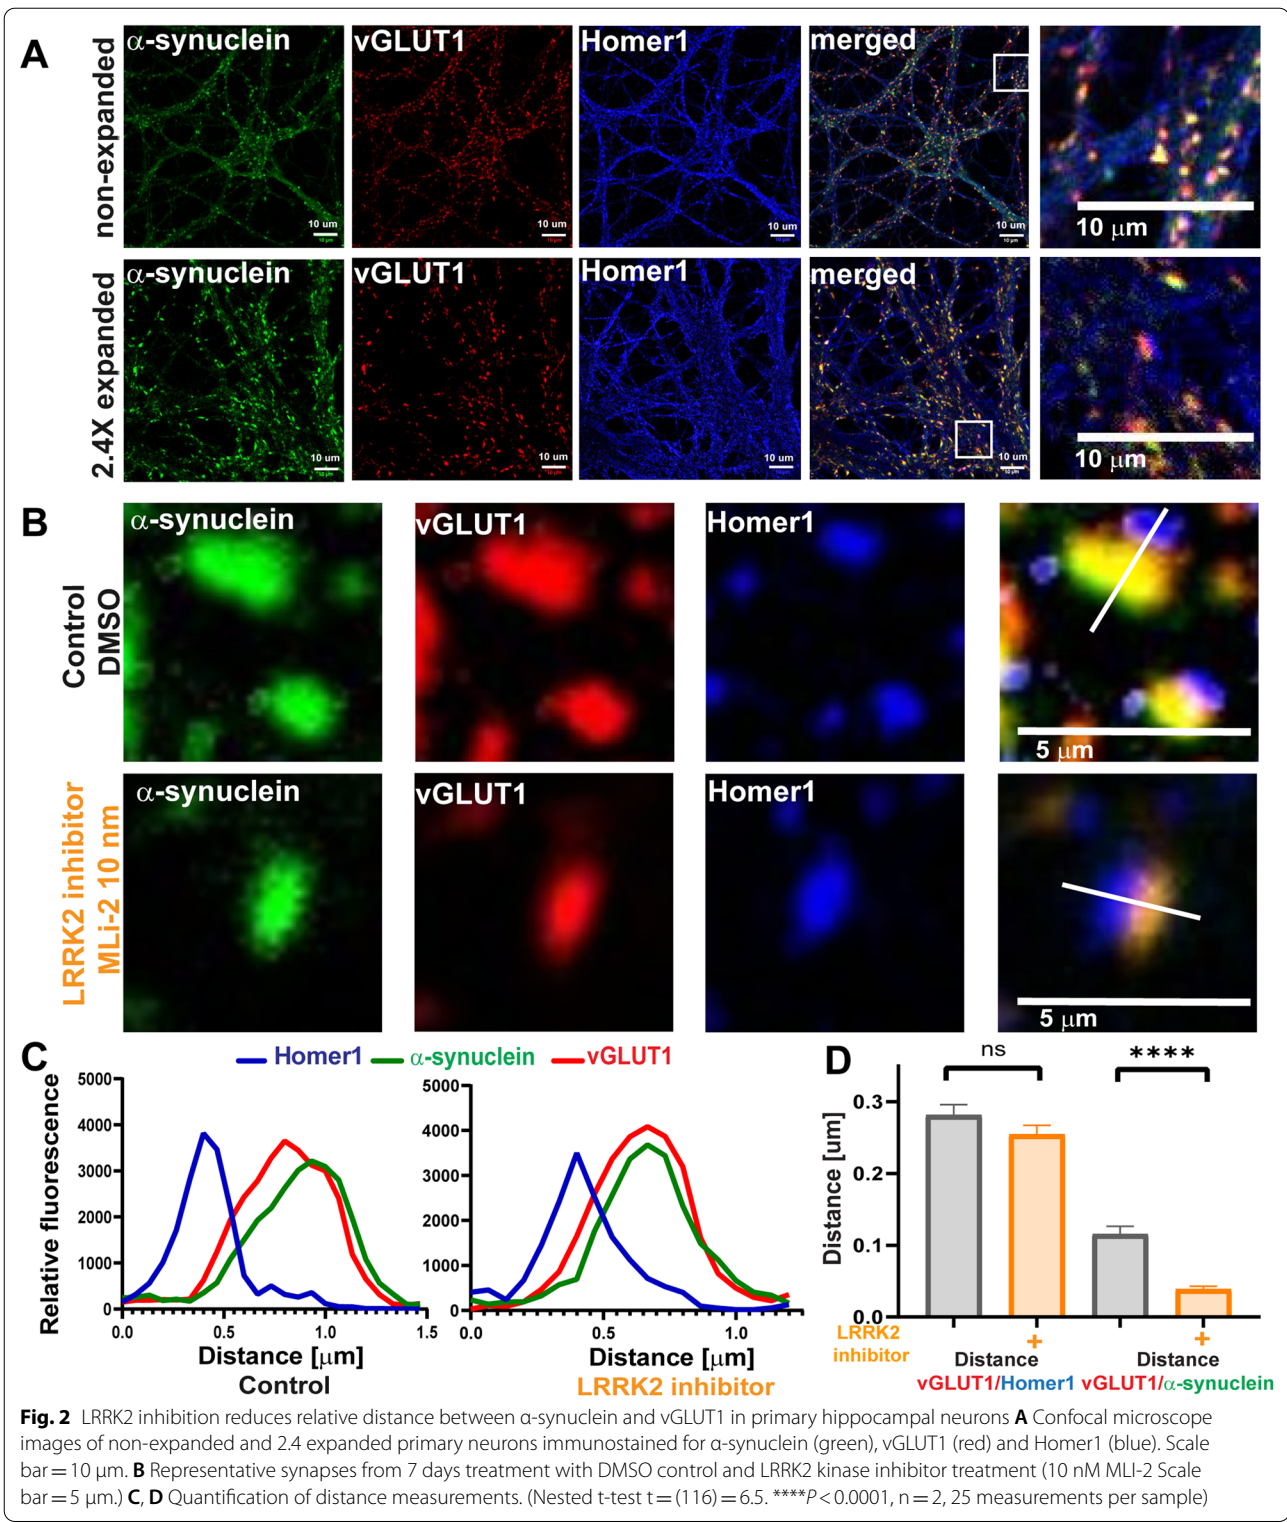 A
non-expanded
α-synuclein
vGLUT1
Homer1
merged
10 um
10 um
10 um
10 um
10 μm
2.4X expanded
α-synuclein
vGLUT1
Homer1
merged
10 um
10 um
10 um
10 um
10 μm
B
Control
DMSO
α-synuclein
vGLUT1
Homer1
5 μm
LRRK2 inhibitor
MLi-2 10 nm
α-synuclein
vGLUT1
Homer1
5 μm
C
Homer1
α-synuclein
vGLUT1
Relative fluorescence
5000
4000
3000
2000
1000
0
0.0
0.5
1.0
1.5
Distance [μm]
Control
5000
4000
3000
2000
1000
0
0.0
0.5
1.0
Distance [μm]
LRRK2 inhibitor
D
ns
****
Distance [um]
0.3
0.2
0.1
0.0
LRRK2
inhibitor
+
+
Distance
vGLUT1/Homer1
Distance
vGLUT1/α-synuclein
Fig. 2 LRRK2 inhibition reduces relative distance between α-synuclein and vGLUT1 in primary hippocampal neurons A Confocal microscope
images of non-expanded and 2.4 expanded primary neurons immunostained for α-synuclein (green), vGLUT1 (red) and Homer1 (blue). Scale
bar = 10 μm. B Representative synapses from 7 days treatment with DMSO control and LRRK2 kinase inhibitor treatment (10 nM MLI-2 Scale
bar = 5 μm.) C, D Quantification of distance measurements. (Nested t-test t = (116) = 6.5. ****P < 0.0001, n = 2, 25 measurements per sample)